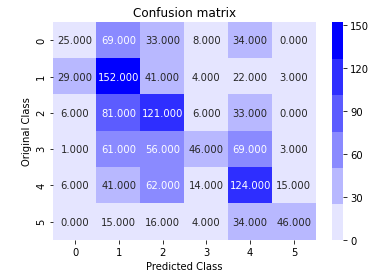 Confusion matrix
Original Class
0 25.000 69.000 33.000 8.000 34.000 0.000
1 29.000 152.000 41.000 4.000 22.000 3.000
2 6.000 81.000 121.000 6.000 33.000 0.000
3 1.000 61.000 56.000 46.000 69.000 3.000
4 6.000 41.000 62.000 14.000 124.000 15.000
5 0.000 15.000 16.000 4.000 34.000 46.000
0 1 2 3 4 5
Predicted Class
150
120
90
60
30
0